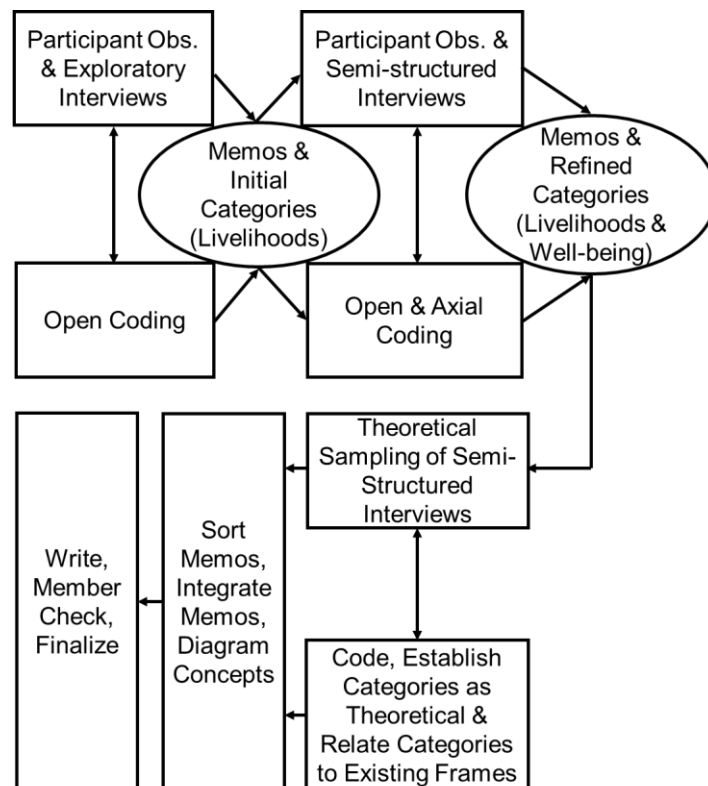 Participant Obs.
& Exploratory
Interviews
Participant Obs. &
Semi-structured
Interviews
Memos &
Initial
Categories
(Livelihoods)
Memos &
Refined
Categories
(Livelihoods &
Well-being)
Open Coding
Open & Axial
Coding
Theoretical
Sampling of Semi-
Structured
Interviews
Code, Establish
Categories as
Theoretical &
Relate Categories
to Existing Frames
Sort
Memos,
Integrate
Memos,
Diagram
Concepts
Write,
Member
Check,
Finalize